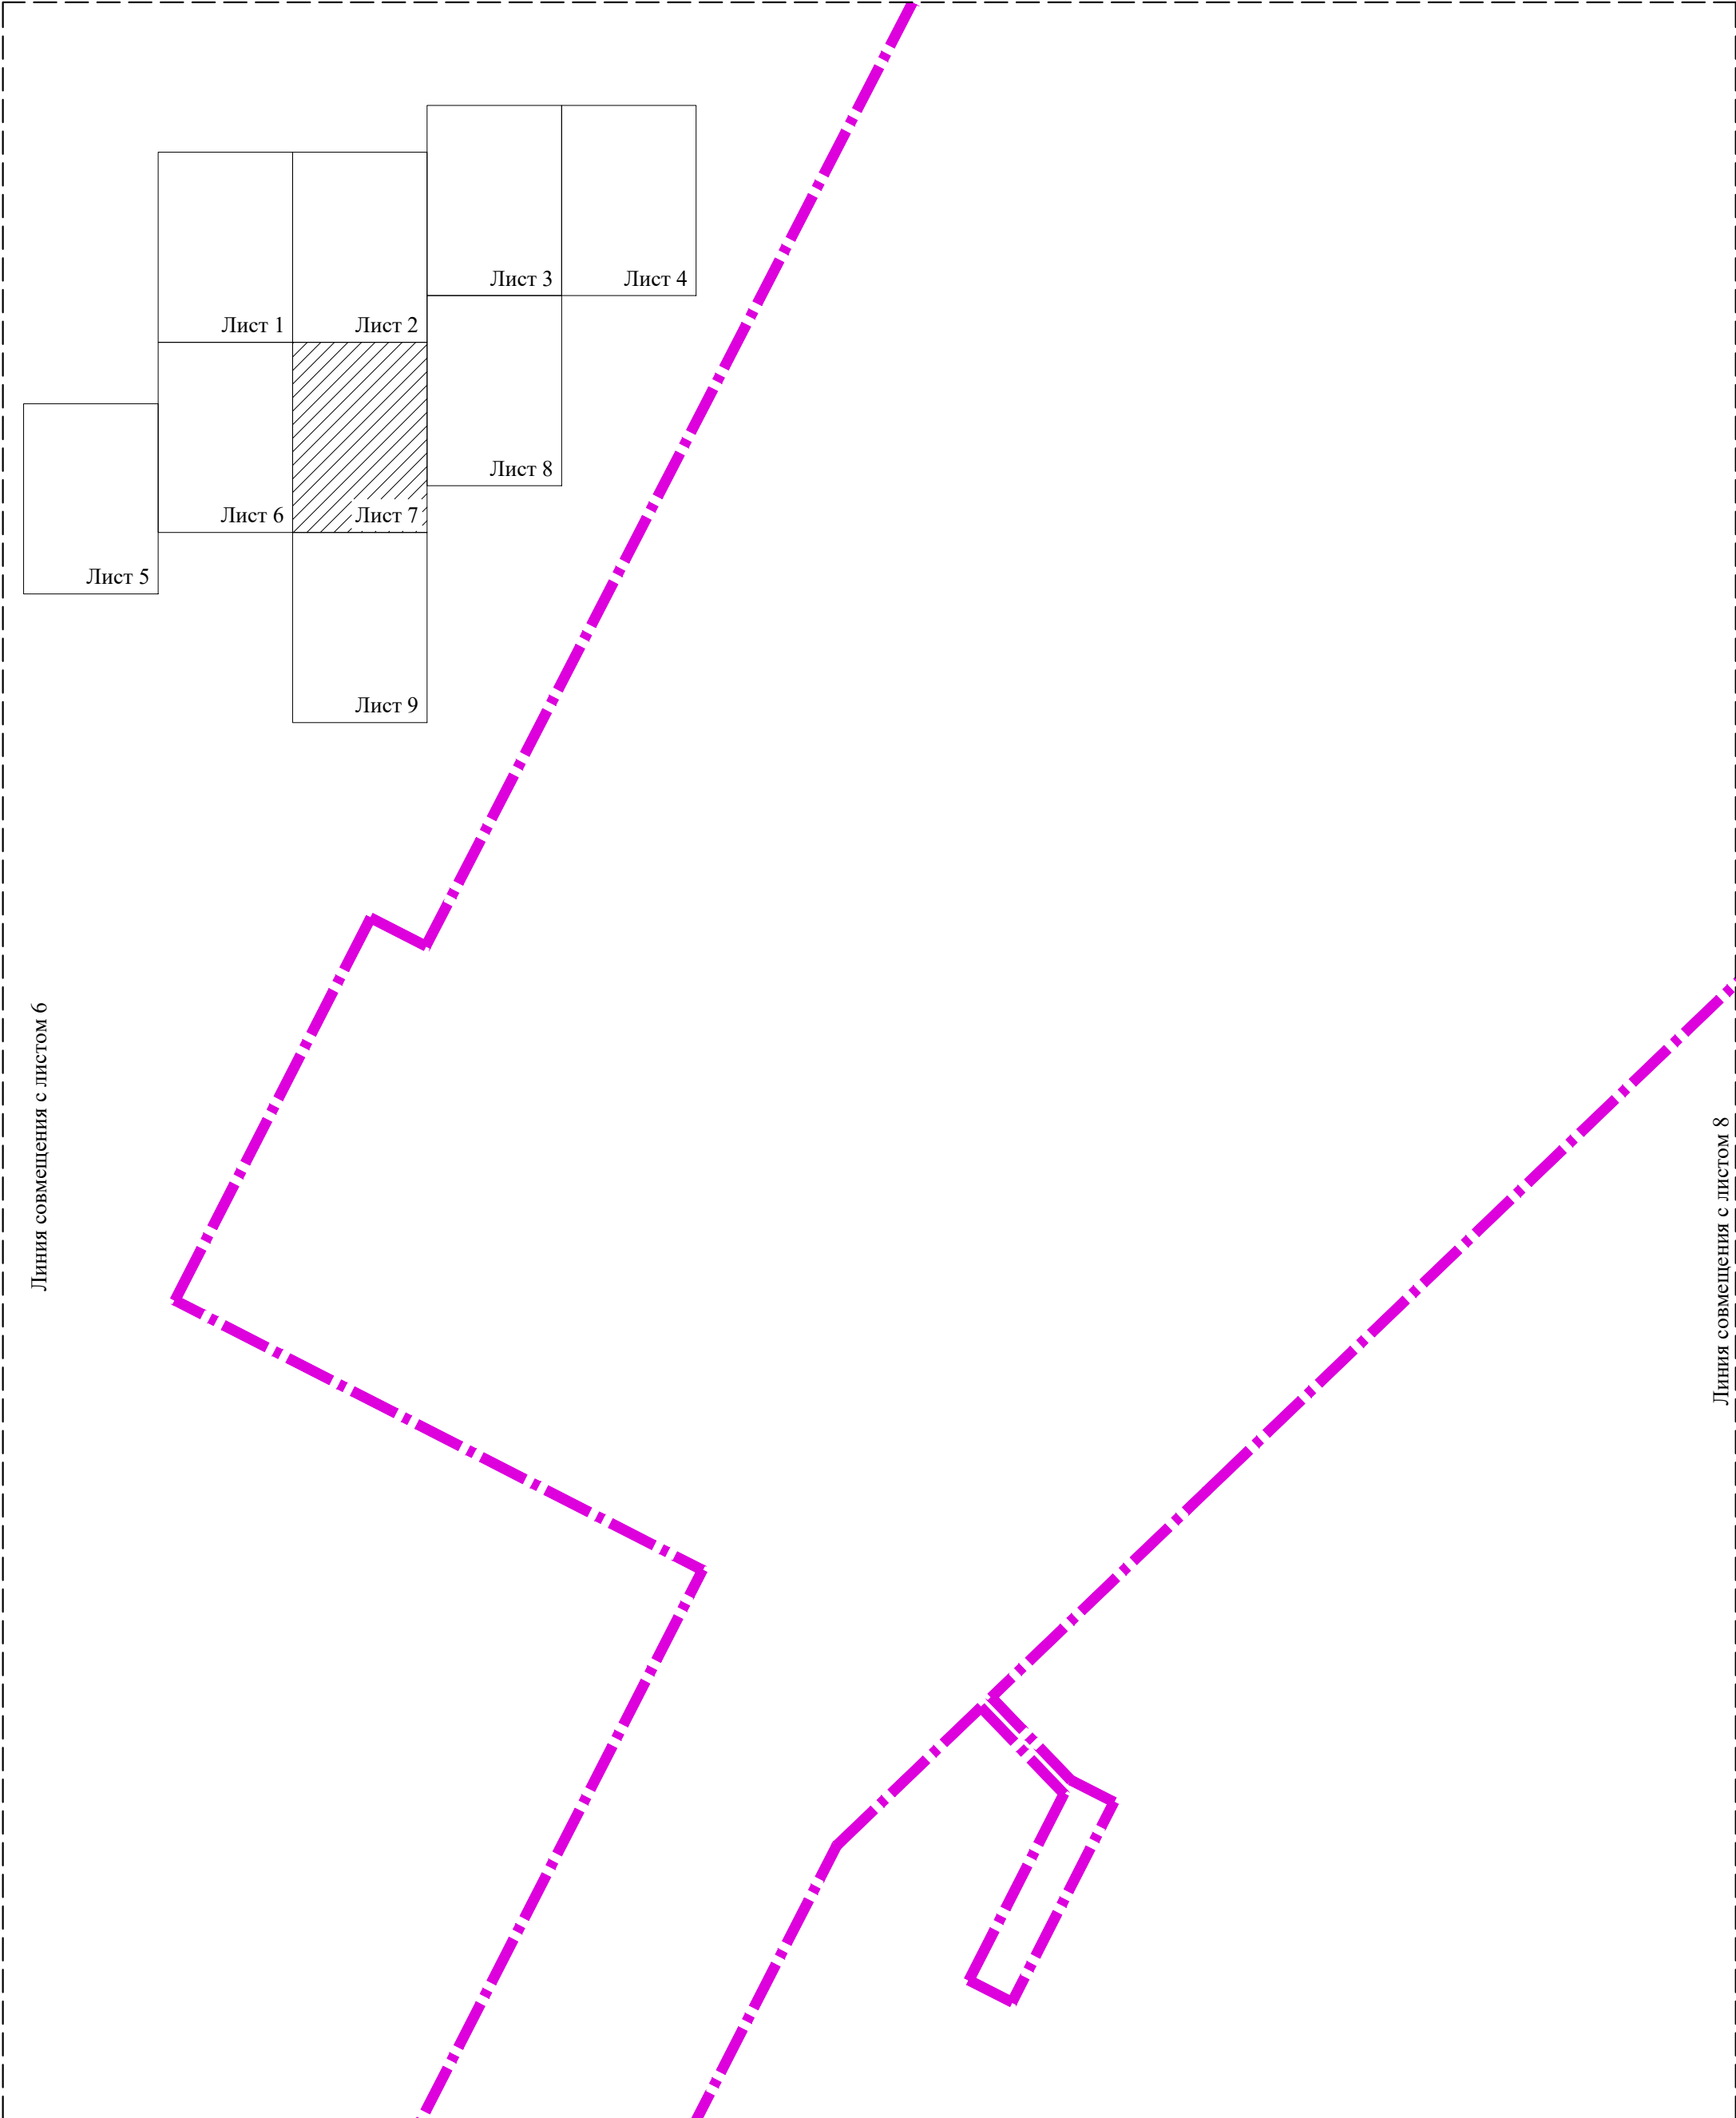 Лист 3
Лист 4
Лист 1
Лист 2
Лист 8
Лист 6
Лист 7
Лист 5
Лист 9
Линия совмещения с листом 6
Линия совмещения с листом 8